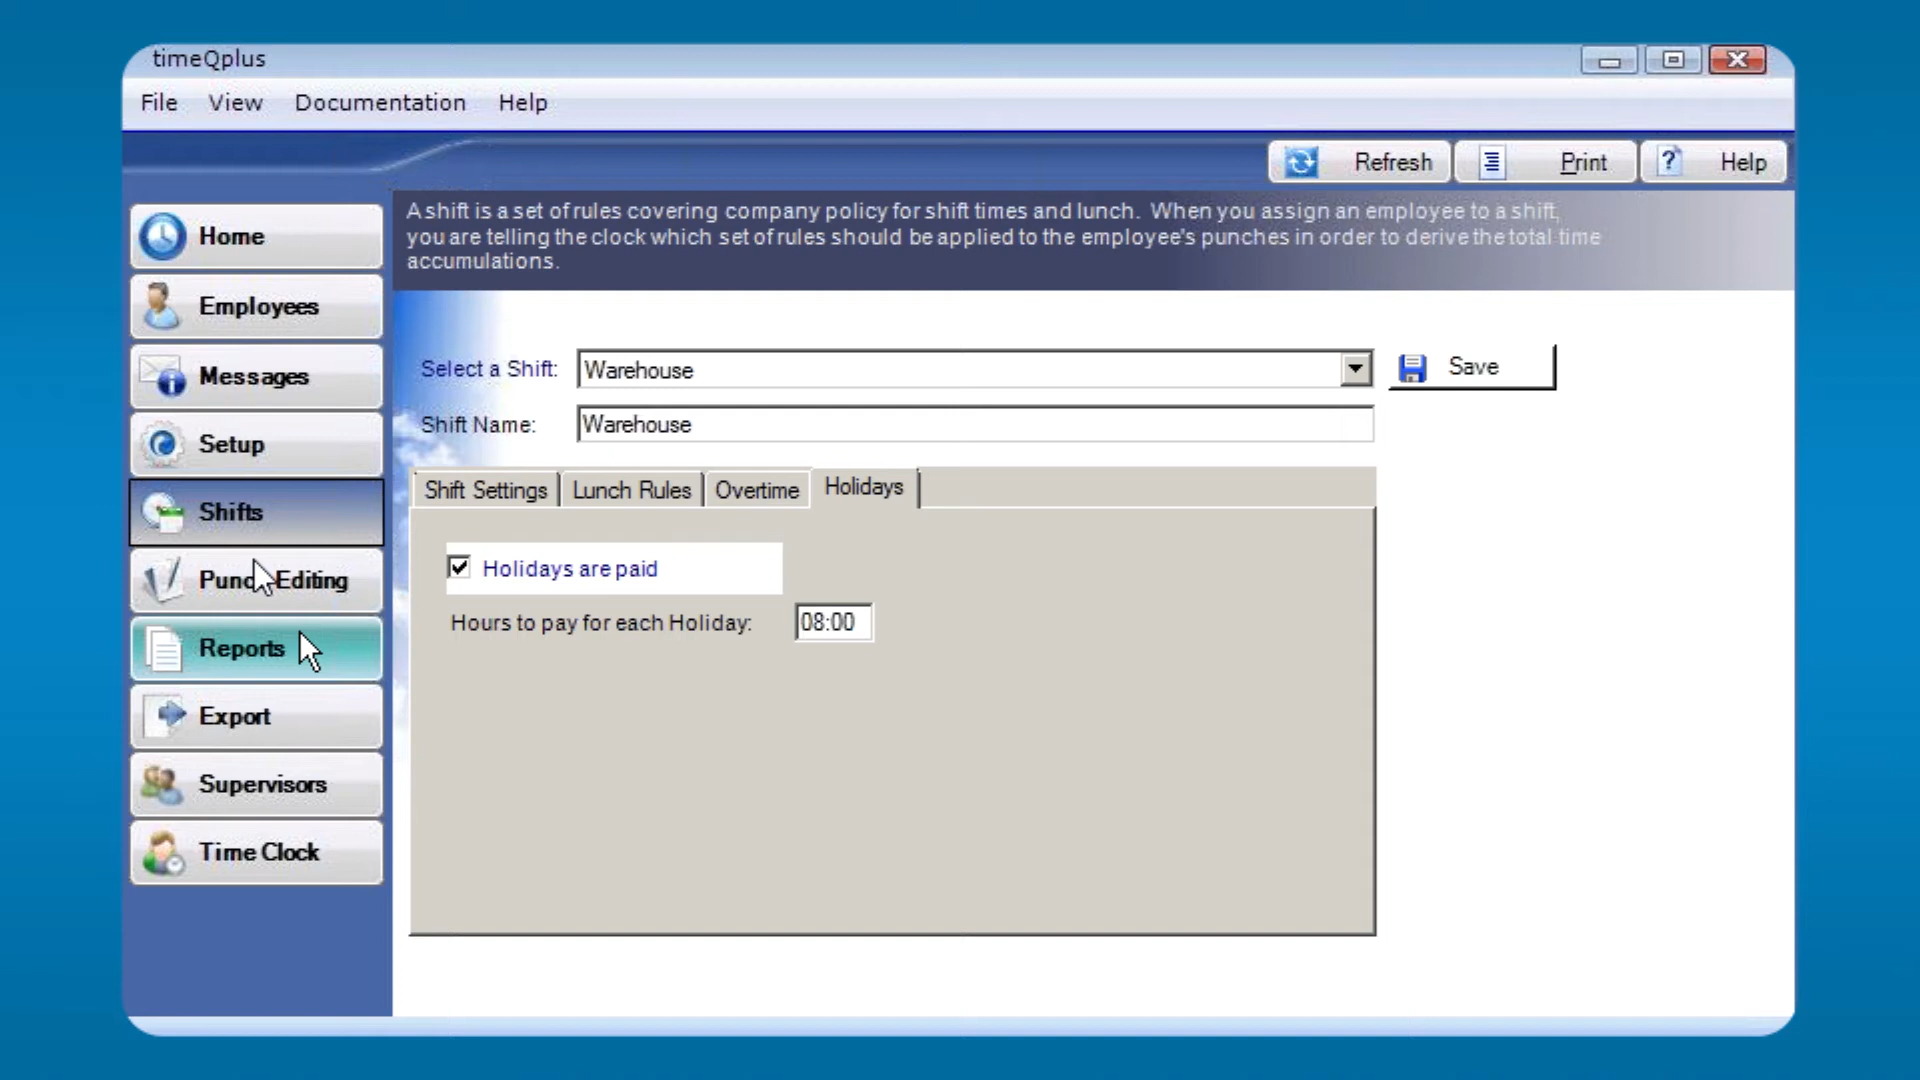 timeQplus
File View Documentation Help
Refresh Print Help
A shift is a set of rules covering company policy for shift times and lunch. When you assign an employee to a shift,
you are telling the clock which set of rules should be applied to the employee's punches in order to derive the total time
accumulations.
Home
Employees
Messages
Setup
Shifts
Punch Editing
Reports
Export
Supervisors
Time Clock
Select a Shift: Warehouse Save
Shift Name: Warehouse
Shift Settings Lunch Rules Overtime Holidays
Holidays are paid
Hours to pay for each Holiday: 08:00